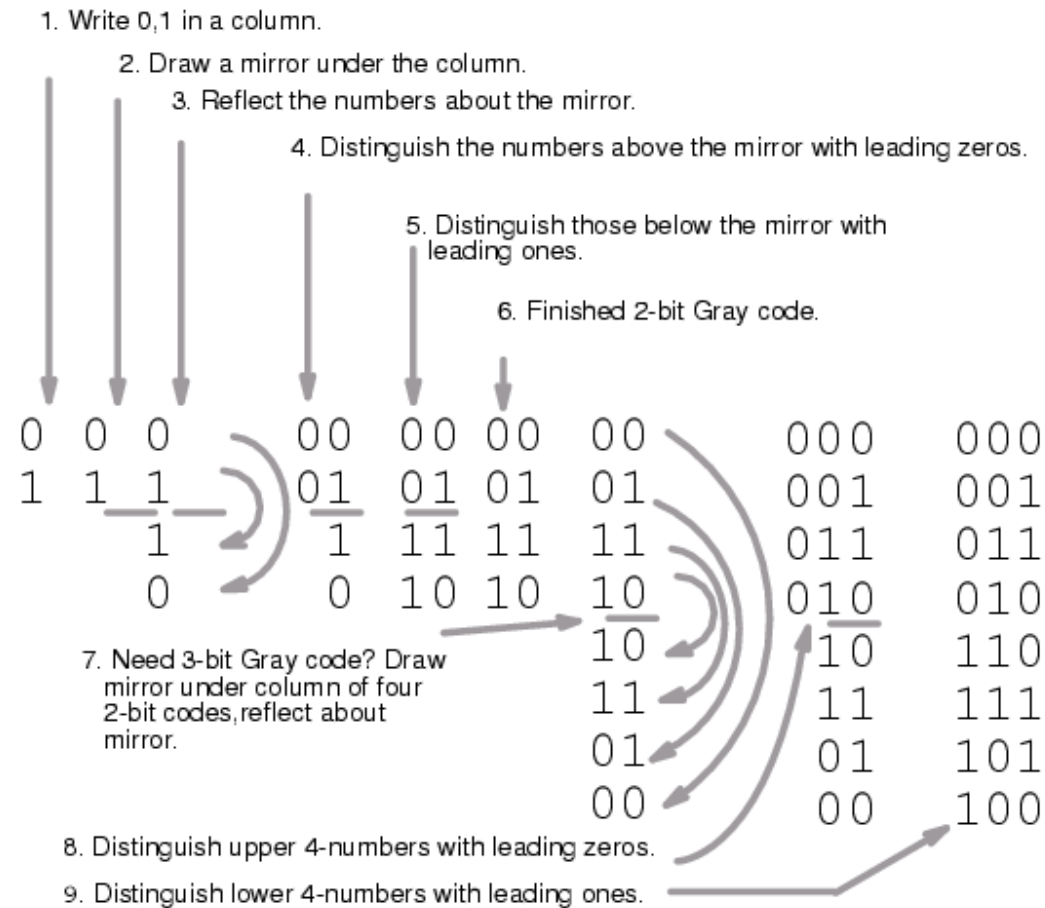 1. Write 0,1 in a column.
2. Draw a mirror under the column.
3. Reflect the numbers about the mirror.
4. Distinguish the numbers above the mirror with leading zeros.
5. Distinguish those below the mirror with
leading ones.
6. Finished 2-bit Gray code.
0 0 0 00 00 00 00 000 000
1 1 1 01 01 01 01 001 001
1 1 11 11 11 011 011
0 0 10 10 10 010 010
10 10 110
7. Need 3-bit Gray code? Draw
mirror under column of four
2-bit codes,reflect about
mirror.
11 11 111
01 01 101
00 00 100
8. Distinguish upper 4-numbers with leading zeros.
9. Distinguish lower 4-numbers with leading ones.